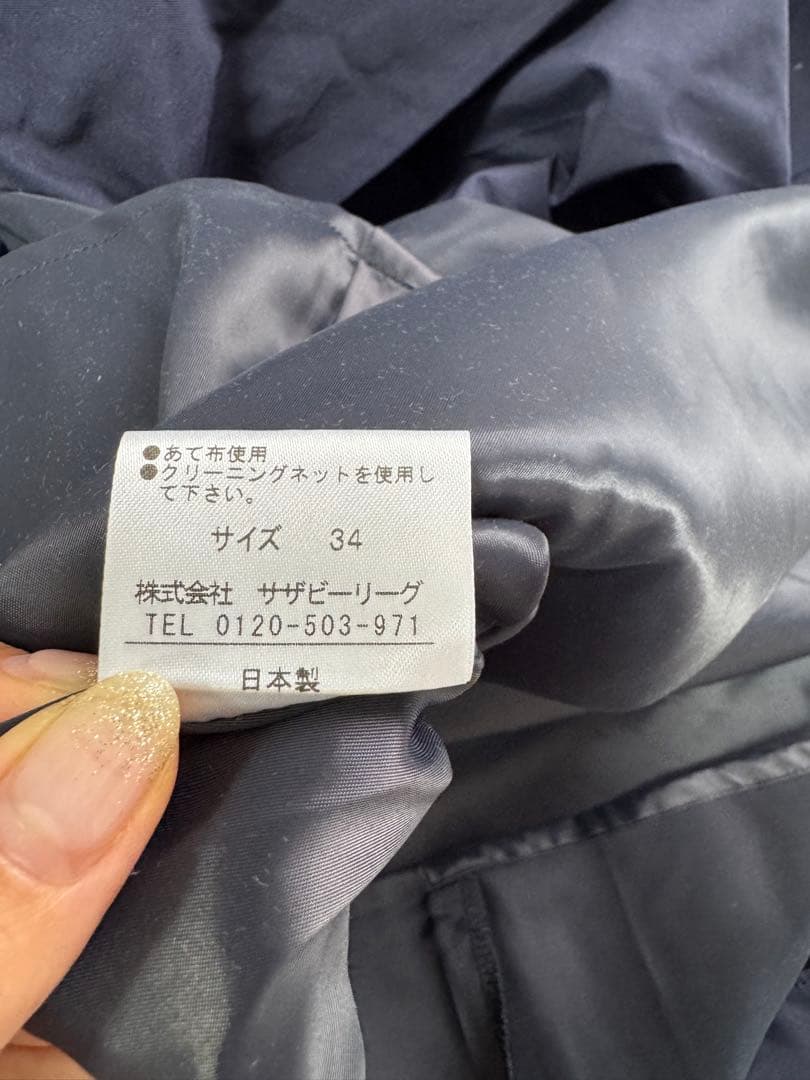 ●あて布使用
●クリーニングネットを使用し
て下さい。
サイズ 34
株式会社 サザビーリーグ
TEL 0120-503-971
日本製